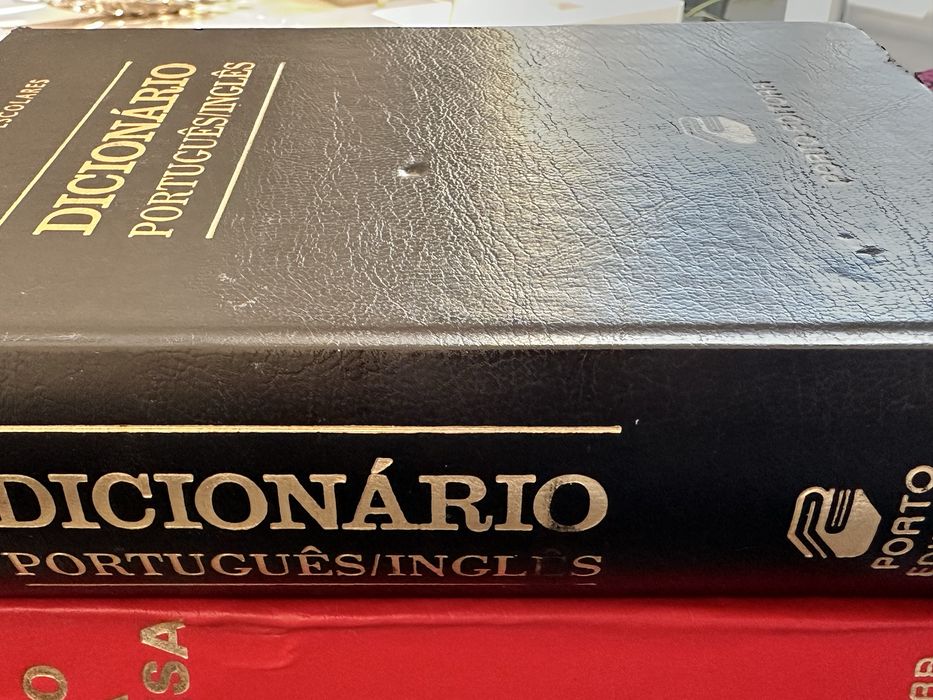 ESCOLARES
DICIONÁRIO
PORTUGUÊS/INGLÊS
PORTO EDITORA
DICIONÁRIO
PORTUGUÊS/INGLÊS
PORTO